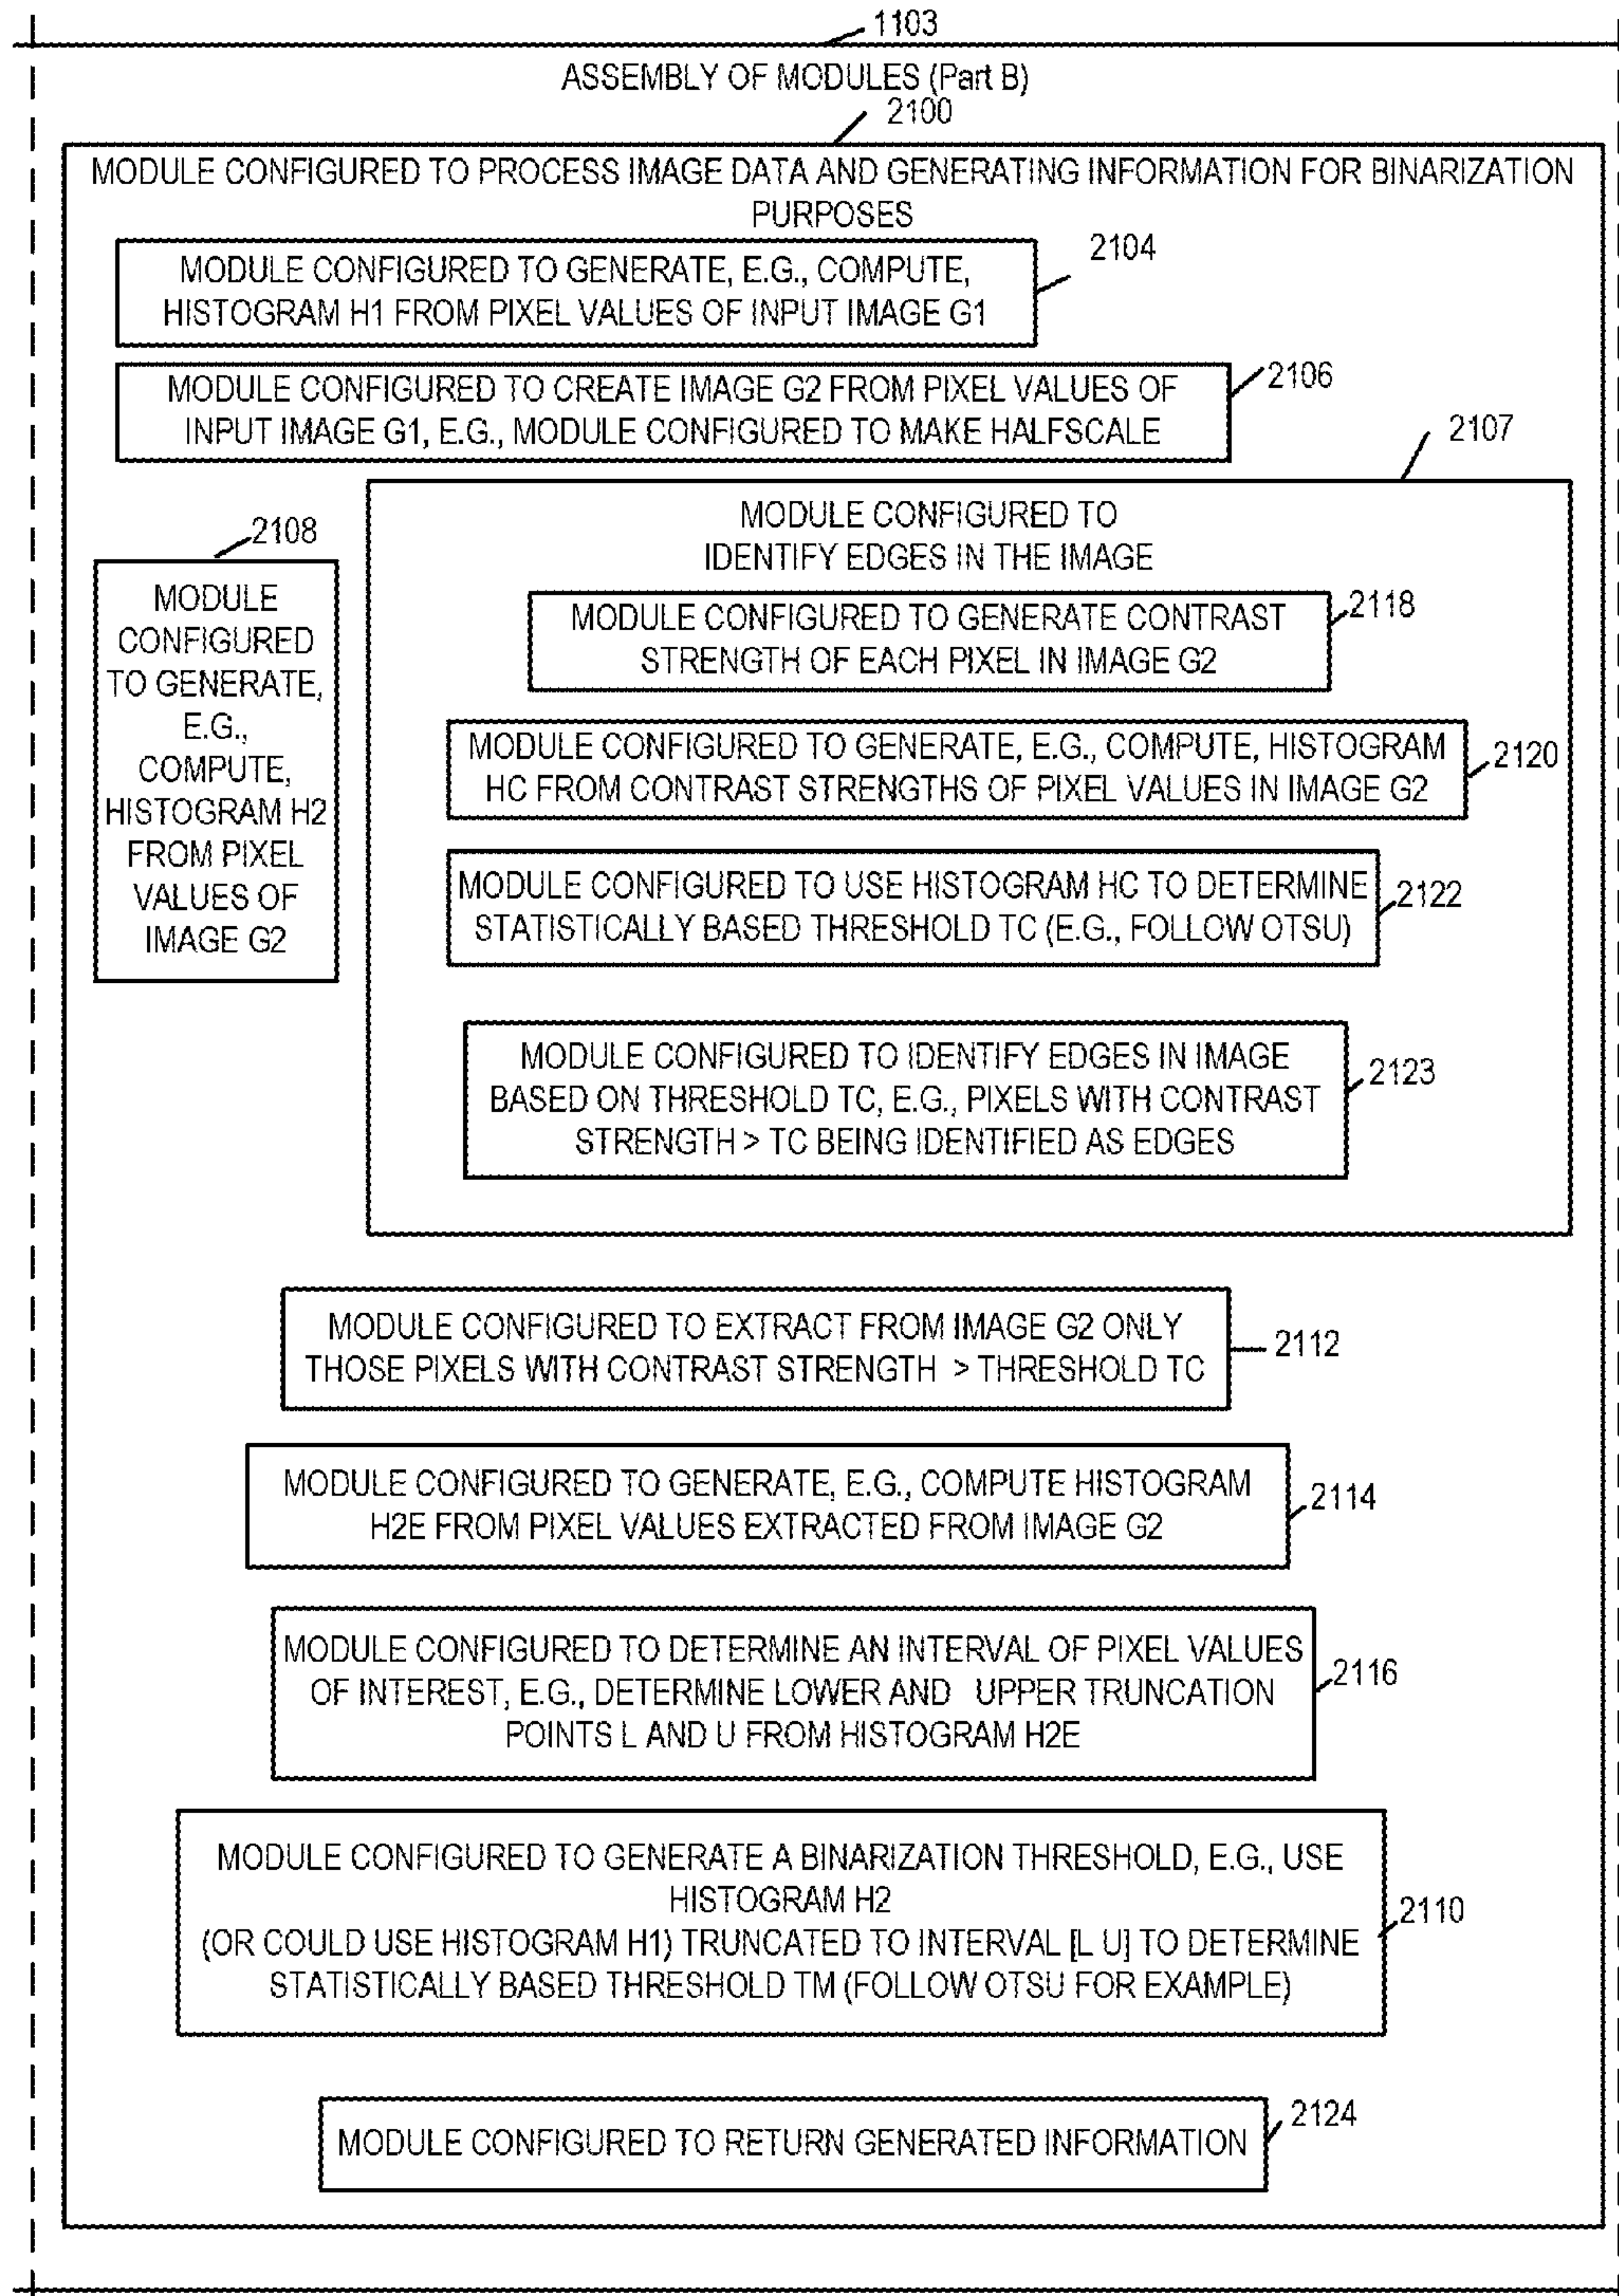 1103
ASSEMBLY OF MODULES (Part B)
2100
MODULE CONFIGURED TO PROCESS IMAGE DATA AND GENERATING INFORMATION FOR BINARIZATION
PURPOSES
2104
MODULE CONFIGURED TO GENERATE, E.G., COMPUTE,
HISTOGRAM H1 FROM PIXEL VALUES OF INPUT IMAGE G1
2106
MODULE CONFIGURED TO CREATE IMAGE G2 FROM PIXEL VALUES OF
INPUT IMAGE G1, E.G., MODULE CONFIGURED TO MAKE HALFSCALE
2107
2108
MODULE
CONFIGURED
TO GENERATE,
E.G.,
COMPUTE,
HISTOGRAM H2
FROM PIXEL
VALUES OF
IMAGE G2
MODULE CONFIGURED TO
IDENTIFY EDGES IN THE IMAGE
2118
MODULE CONFIGURED TO GENERATE CONTRAST
STRENGTH OF EACH PIXEL IN IMAGE G2
MODULE CONFIGURED TO GENERATE, E.G., COMPUTE, HISTOGRAM
HC FROM CONTRAST STRENGTHS OF PIXEL VALUES IN IMAGE G2
2120
MODULE CONFIGURED TO USE HISTOGRAM HC TO DETERMINE
STATISTICALLY BASED THRESHOLD TC (E.G., FOLLOW OTSU)
2122
MODULE CONFIGURED TO IDENTIFY EDGES IN IMAGE
BASED ON THRESHOLD TC, E.G., PIXELS WITH CONTRAST
STRENGTH > TC BEING IDENTIFIED AS EDGES
2123
MODULE CONFIGURED TO EXTRACT FROM IMAGE G2 ONLY
THOSE PIXELS WITH CONTRAST STRENGTH > THRESHOLD TC
2112
MODULE CONFIGURED TO GENERATE, E.G., COMPUTE HISTOGRAM
H2E FROM PIXEL VALUES EXTRACTED FROM IMAGE G2
2114
MODULE CONFIGURED TO DETERMINE AN INTERVAL OF PIXEL VALUES
OF INTEREST, E.G., DETERMINE LOWER AND UPPER TRUNCATION
POINTS L AND U FROM HISTOGRAM H2E
2116
MODULE CONFIGURED TO GENERATE A BINARIZATION THRESHOLD, E.G., USE
HISTOGRAM H2
(OR COULD USE HISTOGRAM H1) TRUNCATED TO INTERVAL [L U] TO DETERMINE
STATISTICALLY BASED THRESHOLD TM (FOLLOW OTSU FOR EXAMPLE)
2110
2124
MODULE CONFIGURED TO RETURN GENERATED INFORMATION